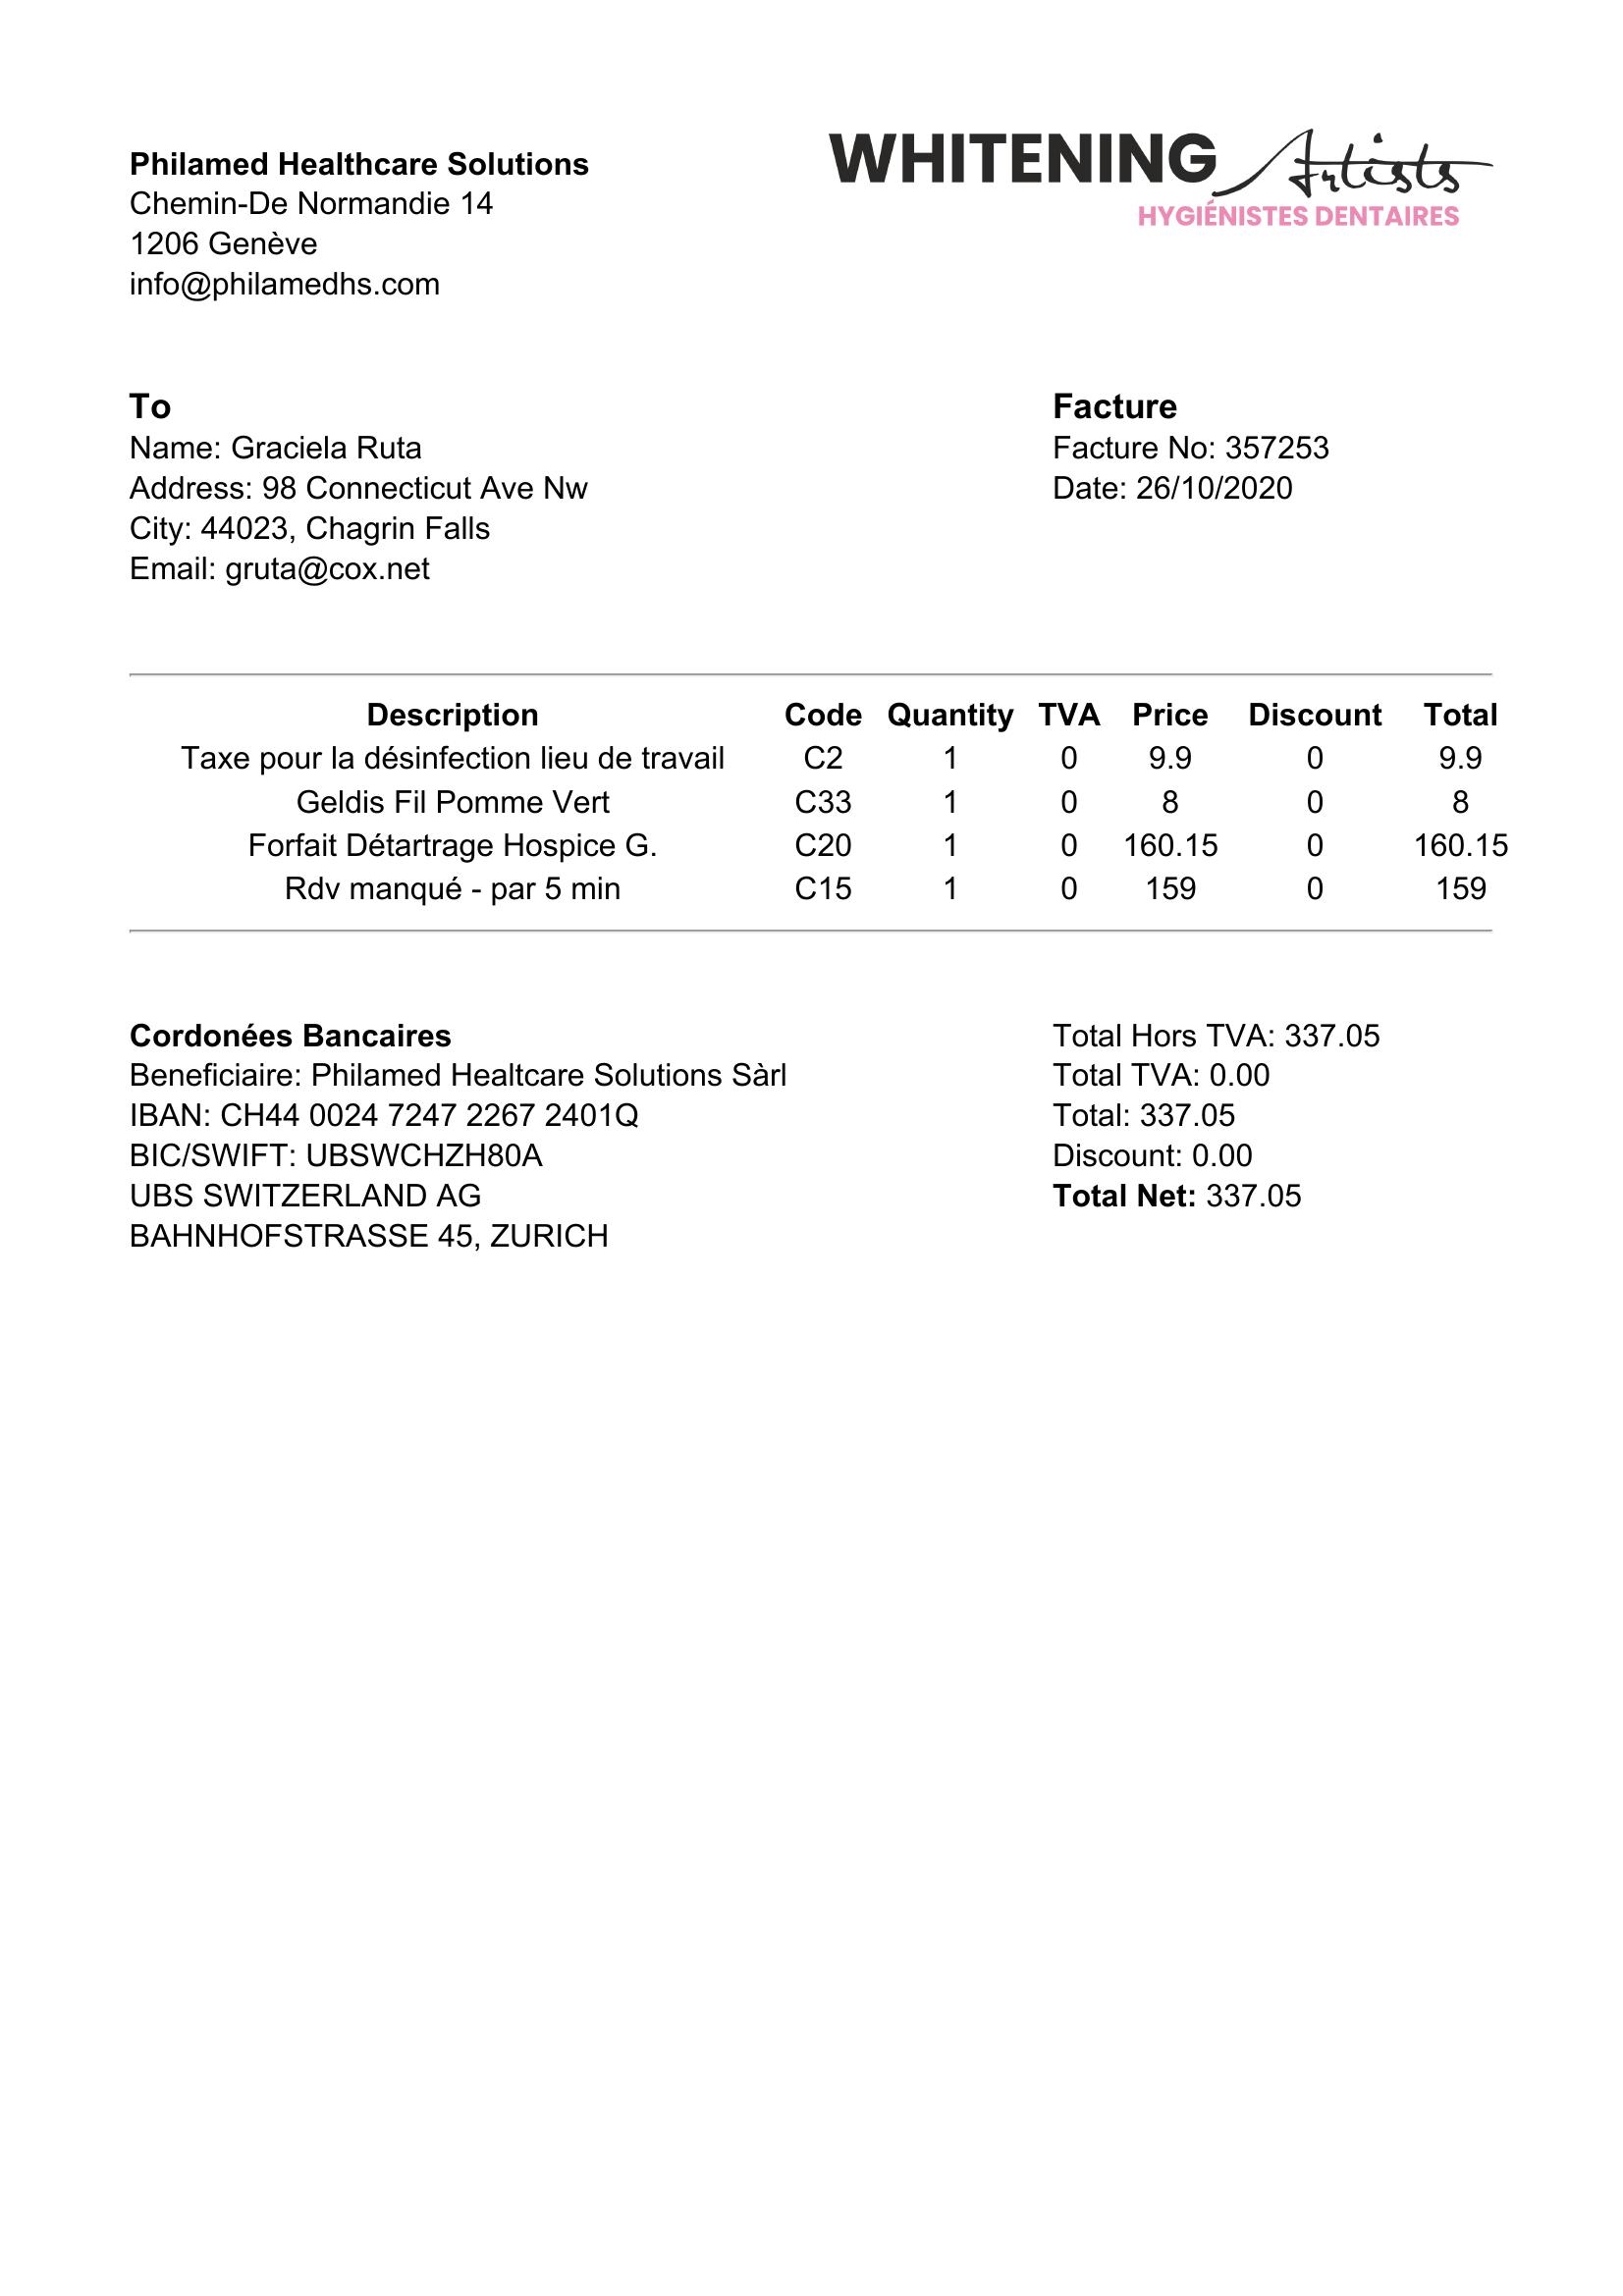 Philamed Healthcare Solutions
Chemin-De Normandie 14
1206 Genève
info@philamedhs.com
WHITENING Artists
HYGIÉNISTES DENTAIRES
To
Name: Graciela Ruta
Address: 98 Connecticut Ave Nw
City: 44023, Chagrin Falls
Email: gruta@cox.net
Facture
Facture No: 357253
Date: 26/10/2020
Description Code Quantity TVA Price Discount Total
Taxe pour la désinfection lieu de travail C2 1 0 9.9 0 9.9
Geldis Fil Pomme Vert C33 1 0 8 0 8
Forfait Détartrage Hospice G. C20 1 0 160.15 0 160.15
Rdv manqué - par 5 min C15 1 0 159 0 159
Cordonées Bancaires
Beneficiaire: Philamed Healtcare Solutions Sàrl
IBAN: CH44 0024 7247 2267 2401Q
BIC/SWIFT: UBSWCHZH80A
UBS SWITZERLAND AG
BAHNHOFSTRASSE 45, ZURICH
Total Hors TVA: 337.05
Total TVA: 0.00
Total: 337.05
Discount: 0.00
Total Net: 337.05